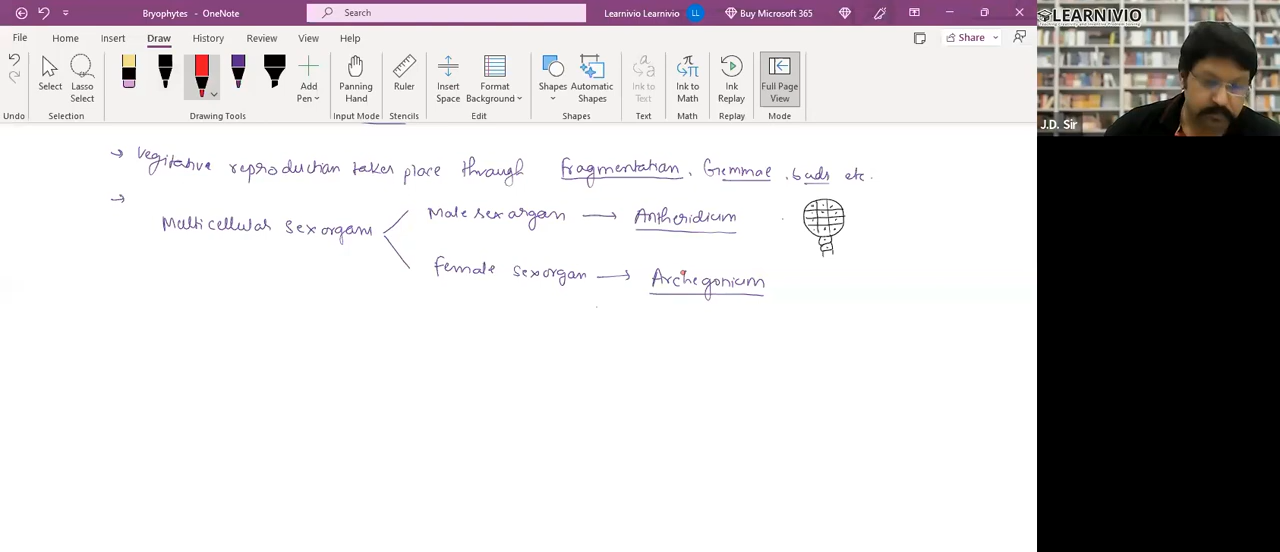 Bryophytes - OneNote
Search
Learnivio Learnivio
LL
Buy Microsoft 365
LEARNIVIO
File
Home
Insert
Draw
History
Review
View
Help
Share
Select
Lasso Select
Add Pen
Panning Hand
Ruler
Insert Space
Format Background
Shapes
Automatic Shapes
Ink to Text
Ink to Math
Ink Replay
Full Page View
Undo
Selection
Drawing Tools
Input Mode
Stencils
Edit
Shapes
Text
Math
Replay
Mode
J.D. Sir
→ Vegitative reproduction takes place through Fragmentation, Gemmae, buds etc.
→ Multicellular sex organs
Male sex organ → Antheridium
Female sex organ → Archegonium